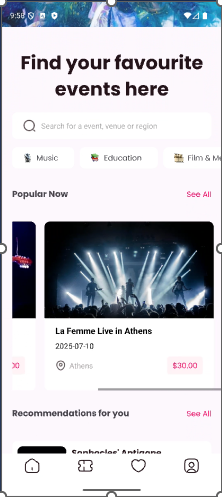 9:58
Find your favourite
events here
Search for a event, venue or region
Music
Education
Film & Me
Popular Now
See All
00
La Femme Live in Athens
2025-07-10
Athens
$30.00
Recommendations for you
See All
Sophocles' Antigone